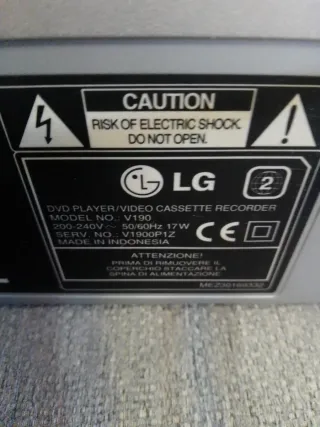 CAUTION
RISK OF ELECTRIC SHOCK.
DO NOT OPEN.
LG 2
DVD PLAYER/VIDEO CASSETTE RECORDER
MODEL NO.: V190
200-240V~ 50/60Hz 17W
SERV. NO.: V1900P1Z
MADE IN INDONESIA
CE
ATTENZIONE!
PRIMA DI RIMUOVERE IL
COPERCHIO STACCARE LA
SPINA DI ALIMENTAZIONE